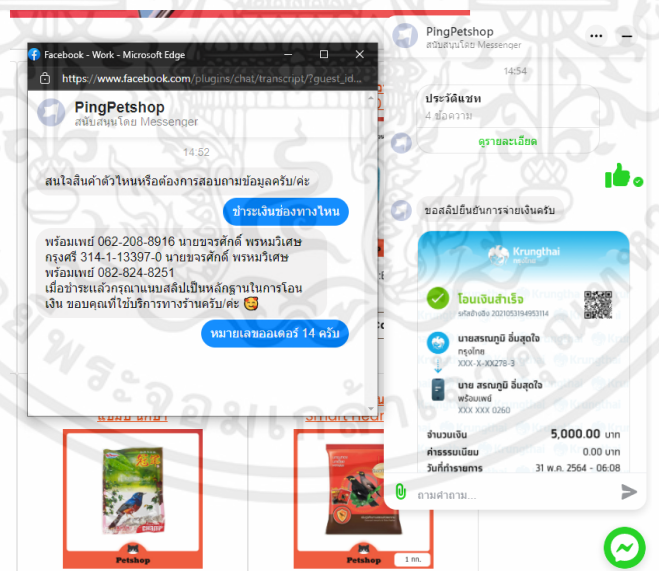 Facebook - Work - Microsoft Edge
https://www.facebook.com/plugins/chat/transcript/?guest_id...
PingPetshop
สนับสนุนโดย Messenger
14:52
สนใจสินค้าตัวไหนหรือต้องการสอบถามข้อมูลครับ/ค่ะ
ชำระเงินช่องทางไหน
พร้อมเพย์ 062-208-8916 นายขจรศักดิ์ พรหมวิเศษ
กรุงศรี 314-1-13397-0 นายขจรศักดิ์ พรหมวิเศษ
พร้อมเพย์ 082-824-8251
เมื่อชำระแล้วกรุณาแนบสลิปเป็นหลักฐานในการโอน
เงิน ขอบคุณที่ใช้บริการทางร้านครับ/ค่ะ 🥰
หมายเลขออเดอร์ 14 ครับ
Petshop
Petshop
1 กก.
PingPetshop
สนับสนุนโดย Messenger
14:54
ประวัติแชท
4 ข้อความ
ดูรายละเอียด
ขอสลิปยืนยันการจ่ายเงินครับ
Krungthai
กรุงไทย
โอนเงินสำเร็จ
รหัสอ้างอิง 2021053194953114
นายสรณภูมิ อิ่มสุดใจ
กรุงไทย
XXX-X-XX278-3
นาย สรณภูมิ อิ่มสุดใจ
พร้อมเพย์
XXX XXX 0260
จำนวนเงิน 5,000.00 บาท
ค่าธรรมเนียม 0.00 บาท
วันที่ทำรายการ 31 พ.ค. 2564 - 06:08
ถามคำถาม...